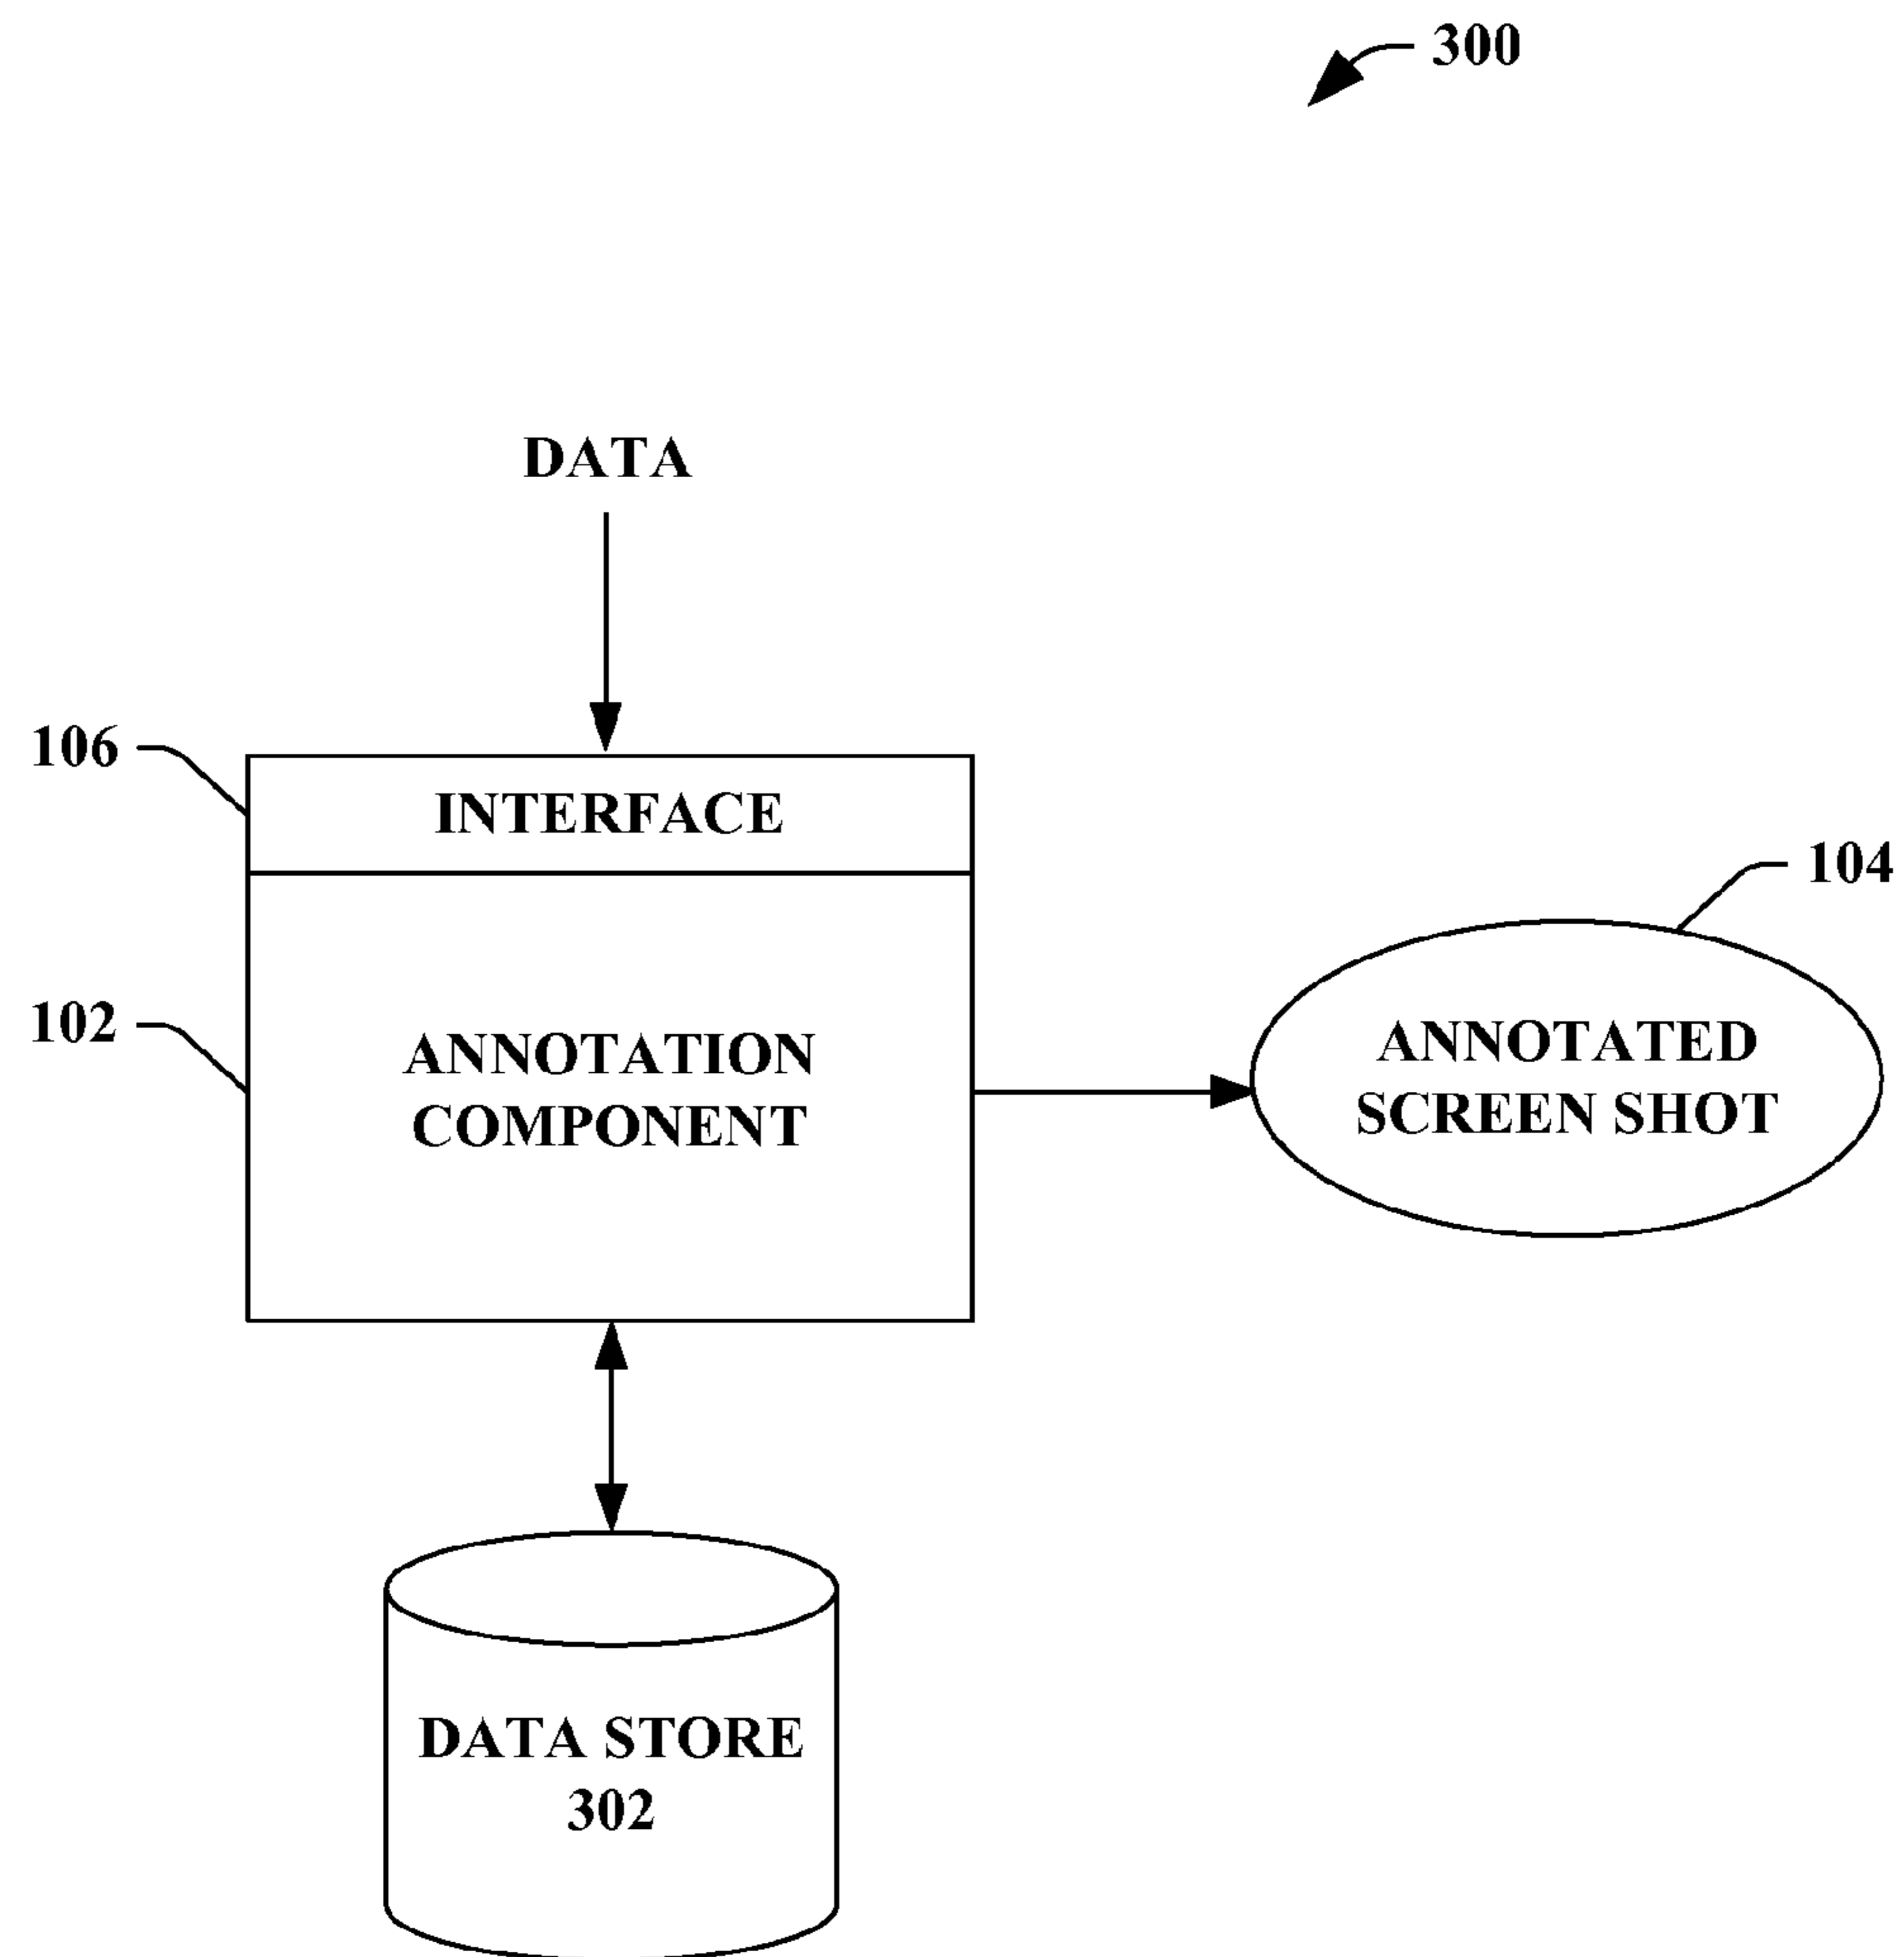 300
DATA
106
INTERFACE
104
102
ANNOTATION
COMPONENT
ANNOTATED
SCREEN SHOT
DATA STORE
302